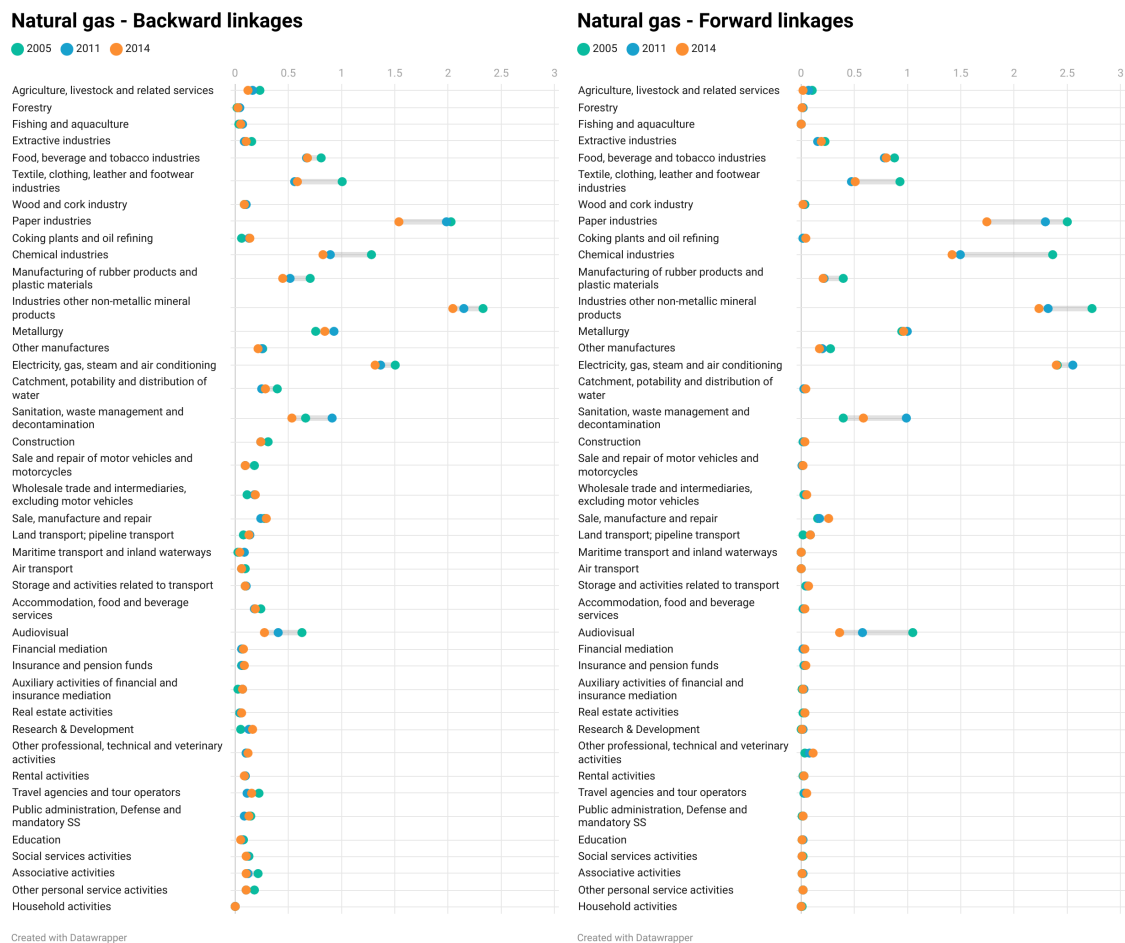 Natural gas - Backward linkages
2005 2011 2014
0 0.5 1 1.5 2 2.5 3
Agriculture, livestock and related services
Forestry
Fishing and aquaculture
Extractive industries
Food, beverage and tobacco industries
Textile, clothing, leather and footwear
industries
Wood and cork industry
Paper industries
Coking plants and oil refining
Chemical industries
Manufacturing of rubber products and
plastic materials
Industries other non-metallic mineral
products
Metallurgy
Other manufactures
Electricity, gas, steam and air conditioning
Catchment, potability and distribution of
water
Sanitation, waste management and
decontamination
Construction
Sale and repair of motor vehicles and
motorcycles
Wholesale trade and intermediaries,
excluding motor vehicles
Sale, manufacture and repair
Land transport; pipeline transport
Maritime transport and inland waterways
Air transport
Storage and activities related to transport
Accommodation, food and beverage
services
Audiovisual
Financial mediation
Insurance and pension funds
Auxiliary activities of financial and
insurance mediation
Real estate activities
Research & Development
Other professional, technical and veterinary
activities
Rental activities
Travel agencies and tour operators
Public administration, Defense and
mandatory SS
Education
Social services activities
Associative activities
Other personal service activities
Household activities
Created with Datawrapper
Natural gas - Forward linkages
2005 2011 2014
0 0.5 1 1.5 2 2.5 3
Agriculture, livestock and related services
Forestry
Fishing and aquaculture
Extractive industries
Food, beverage and tobacco industries
Textile, clothing, leather and footwear
industries
Wood and cork industry
Paper industries
Coking plants and oil refining
Chemical industries
Manufacturing of rubber products and
plastic materials
Industries other non-metallic mineral
products
Metallurgy
Other manufactures
Electricity, gas, steam and air conditioning
Catchment, potability and distribution of
water
Sanitation, waste management and
decontamination
Construction
Sale and repair of motor vehicles and
motorcycles
Wholesale trade and intermediaries,
excluding motor vehicles
Sale, manufacture and repair
Land transport; pipeline transport
Maritime transport and inland waterways
Air transport
Storage and activities related to transport
Accommodation, food and beverage
services
Audiovisual
Financial mediation
Insurance and pension funds
Auxiliary activities of financial and
insurance mediation
Real estate activities
Research & Development
Other professional, technical and veterinary
activities
Rental activities
Travel agencies and tour operators
Public administration, Defense and
mandatory SS
Education
Social services activities
Associative activities
Other personal service activities
Household activities
Created with Datawrapper